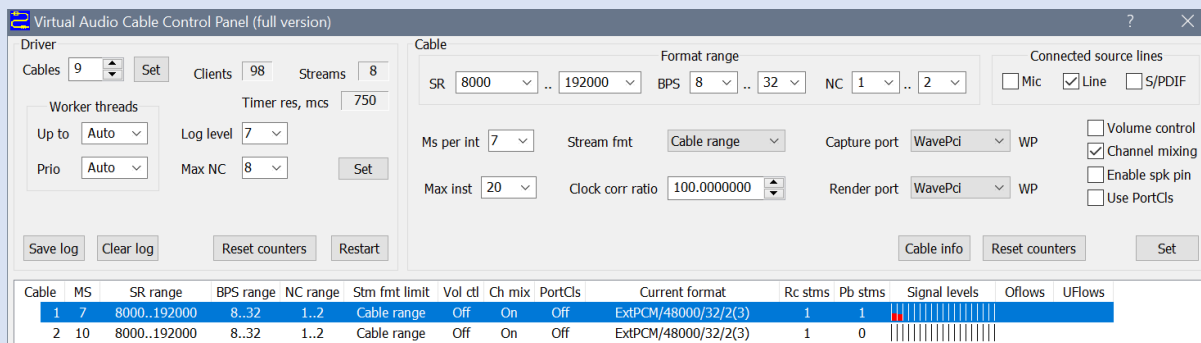 Virtual Audio Cable Control Panel (full version)
Driver
Cables 9 Set Clients 98 Streams 8
Timer res, mcs 750
Worker threads
Up to Auto Log level 7
Prio Auto Max NC 8 Set
Save log Clear log Reset counters Restart
Cable
Format range
SR 8000 .. 192000 BPS 8 .. 32 NC 1 .. 2
Connected source lines
Mic Line S/PDIF
Ms per int 7 Stream fmt Cable range Capture port WavePci WP
Max inst 20 Clock corr ratio 100.0000000 Render port WavePci WP
Volume control
Channel mixing
Enable spk pin
Use PortCls
Cable info Reset counters Set
Cable MS SR range BPS range NC range Stm fmt limit Vol ctl Ch mix PortCls Current format Rc stms Pb stms Signal levels Oflows UFlows
1 7 8000..192000 8..32 1..2 Cable range Off On Off ExtPCM/48000/32/2(3) 1 1
2 10 8000..192000 8..32 1..2 Cable range Off On Off ExtPCM/48000/32/2(3) 1 0